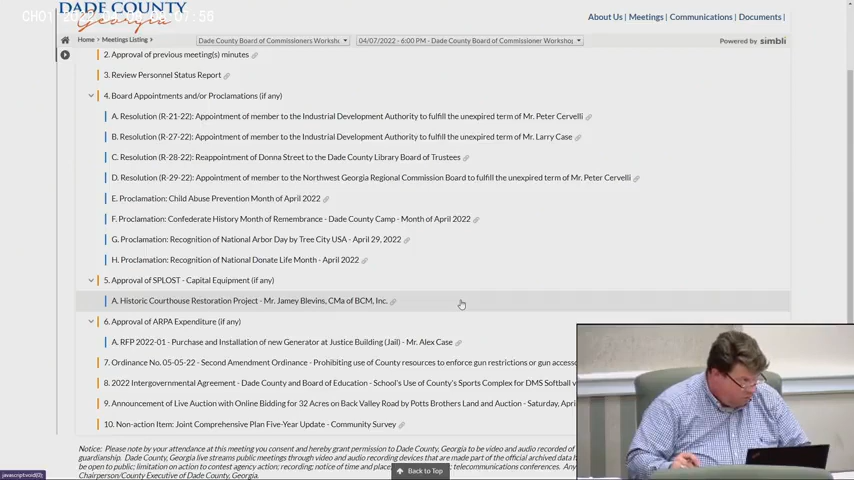 DADE COUNTY
Georgia
About Us | Meetings | Communications | Documents |
Home › Meetings Listing ›
Dade County Board of Commissioners Worksh
04/07/2022 - 6:00 PM - Dade County Board of Commissioner Workshop
Powered by simbli
2. Approval of previous meeting(s) minutes
3. Review Personnel Status Report
4. Board Appointments and/or Proclamations (if any)
A. Resolution (R-21-22): Appointment of member to the Industrial Development Authority to fulfill the unexpired term of Mr. Peter Cervelli
B. Resolution (R-27-22): Appointment of member to the Industrial Development Authority to fulfill the unexpired term of Mr. Larry Case
C. Resolution (R-28-22): Reappointment of Donna Street to the Dade County Library Board of Trustees
D. Resolution (R-29-22): Appointment of member to the Northwest Georgia Regional Commission Board to fulfill the unexpired term of Mr. Peter Cervelli
E. Proclamation: Child Abuse Prevention Month of April 2022
F. Proclamation: Confederate History Month of Remembrance - Dade County Camp - Month of April 2022
G. Proclamation: Recognition of National Arbor Day by Tree City USA - April 29, 2022
H. Proclamation: Recognition of National Donate Life Month - April 2022
5. Approval of SPLOST - Capital Equipment (if any)
A. Historic Courthouse Restoration Project - Mr. Jamey Blevins, CMa of BCM, Inc.
6. Approval of ARPA Expenditure (if any)
A. RFP 2022-01 - Purchase and Installation of new Generator at Justice Building (Jail) - Mr. Alex Case
7. Ordinance No. 05-05-22 - Second Amendment Ordinance - Prohibiting use of County resources to enforce gun restrictions or gun access
8. 2022 Intergovernmental Agreement - Dade County and Board of Education - School's Use of County's Sports Complex for DMS Softball
9. Announcement of Live Auction with Online Bidding for 32 Acres on Back Valley Road by Potts Brothers Land and Auction - Saturday,
10. Non-action Item: Joint Comprehensive Plan Five-Year Update - Community Survey
Notice: Please note by your attendance at this meeting you consent and hereby grant permission to Dade County, Georgia to be video and audio recorded of
guardianship. Dade County, Georgia live streams public meetings through video and audio recording devices that are made part of the official archived data
be open to public; limitation on action to contest agency action; recording; notice of time and place telecommunications conferences. Any
Chairperson/County Executive of Dade County, Georgia.
Back to Top
javascript:void(0)